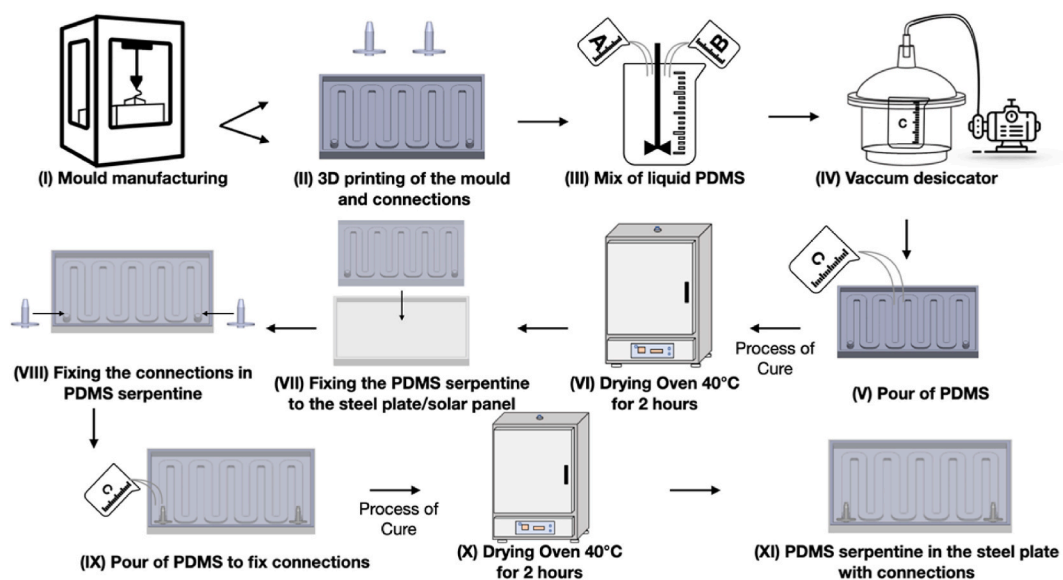 A
B
C
(I) Mould manufacturing
(II) 3D printing of the mould
and connections
(III) Mix of liquid PDMS
(IV) Vaccum desiccator
C
(V) Pour of PDMS
Process of
Cure
(VI) Drying Oven 40°C
for 2 hours
(VII) Fixing the PDMS serpentine
to the steel plate/solar panel
(VIII) Fixing the connections in
PDMS serpentine
C
(IX) Pour of PDMS to fix connections
Process of
Cure
(X) Drying Oven 40°C
for 2 hours
(XI) PDMS serpentine in the steel plate
with connections